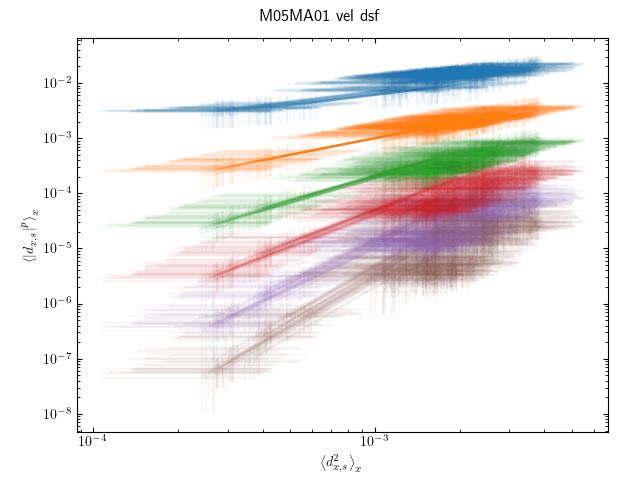 M05MA01 vel dsf
10⁻²
10⁻³
10⁻⁴
10⁻⁵
10⁻⁶
10⁻⁷
10⁻⁸
⟨|d_{x,s}|^p⟩_x
10⁻⁴ 10⁻³
⟨d²_{x,s}⟩_x